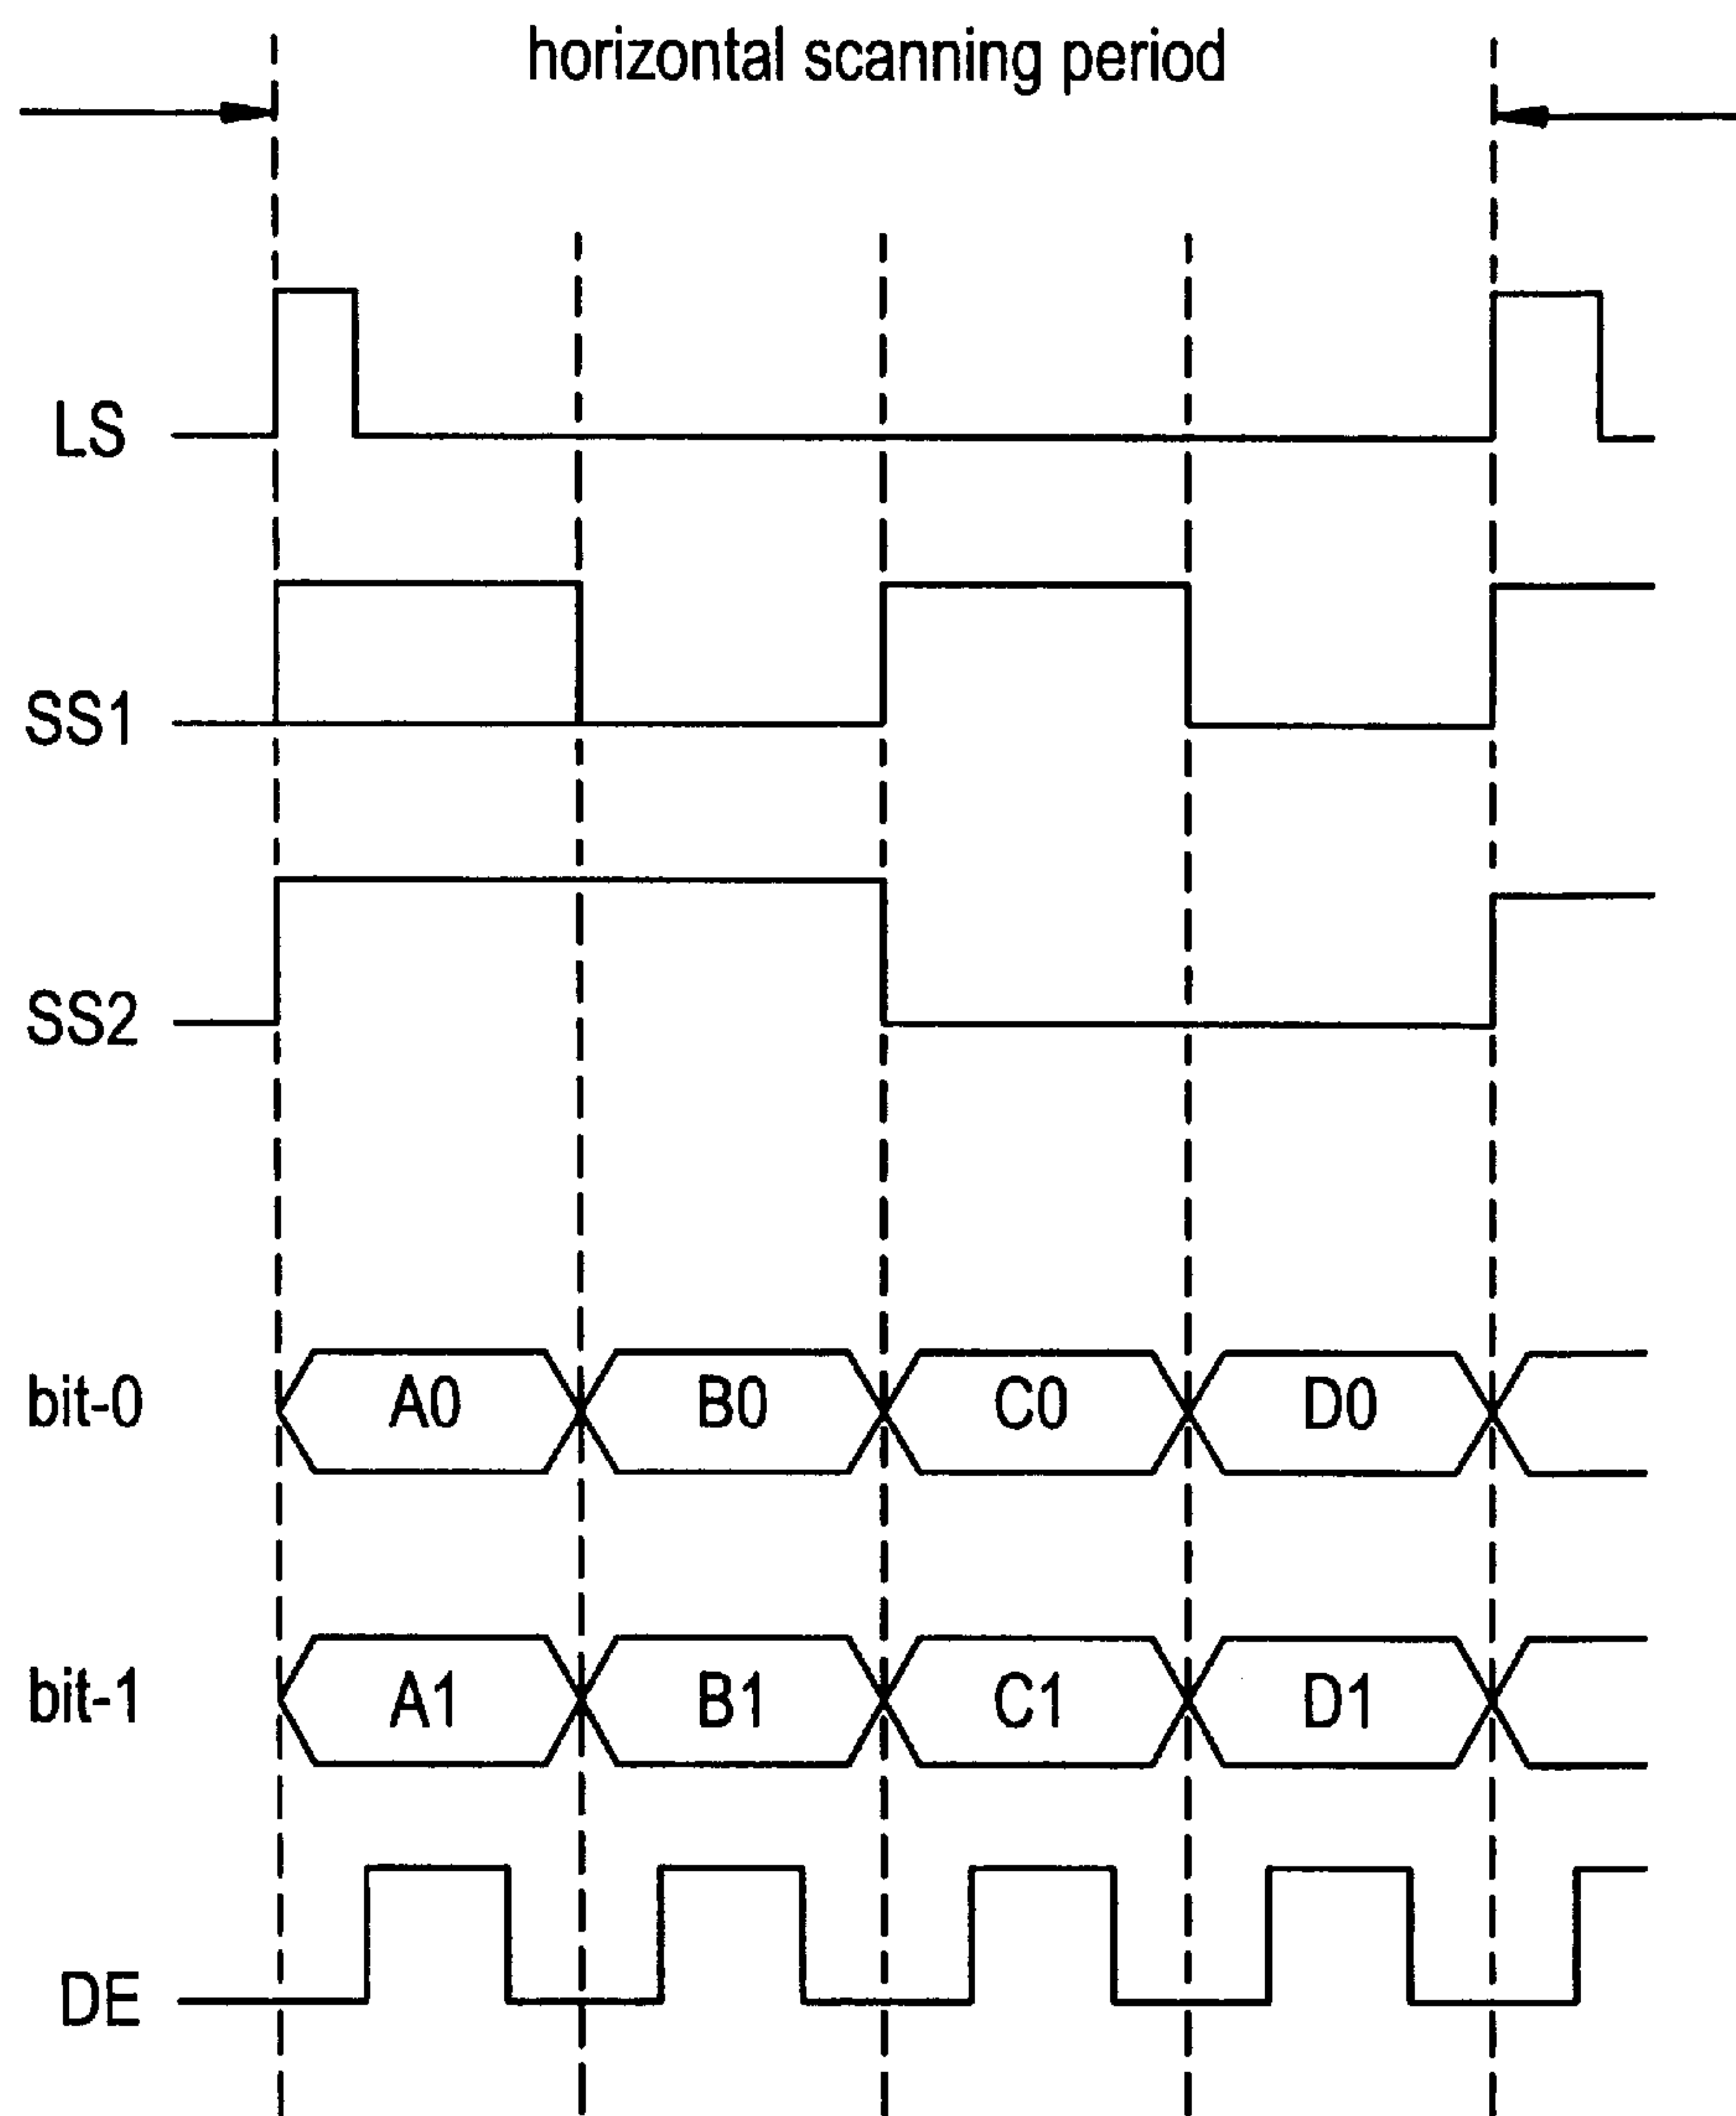 horizontal scanning period
LS
SS1
SS2
bit-0 A0 B0 C0 D0
bit-1 A1 B1 C1 D1
DE